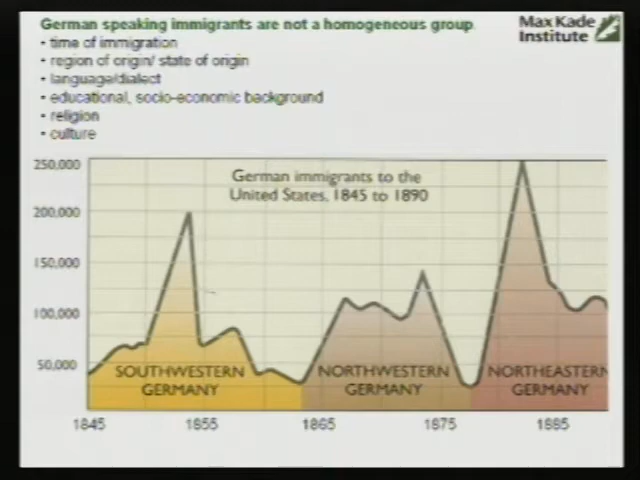 German speaking immigrants are not a homogeneous group
Max Kade
Institute
• time of immigration
• region of origin/ state of origin
• language/dialect
• educational, socio-economic background
• religion
• culture
German immigrants to the
United States, 1845 to 1890
250,000
200,000
150,000
100,000
50,000
SOUTHWESTERN
GERMANY
NORTHWESTERN
GERMANY
NORTHEASTERN
GERMANY
1845 1855 1865 1875 1885